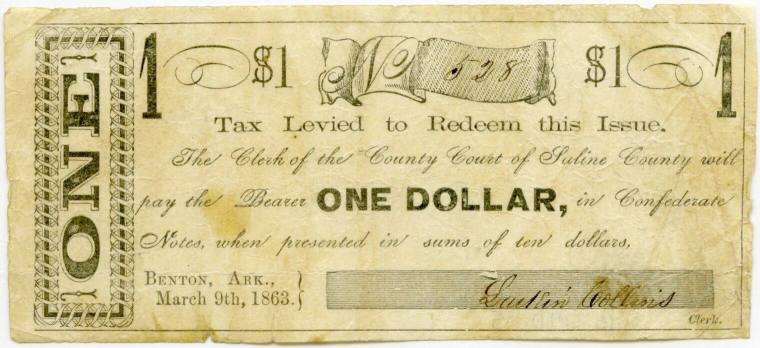 ONE
1 $1 No 528 $1 1
Tax Levied to Redeem this Issue.
The Clerk of the County Court of Saline County will
pay the Bearer ONE DOLLAR, in Confederate
Notes, when presented in sums of ten dollars,
BENTON, ARK.,
March 9th, 1863.
Collins
Clerk.